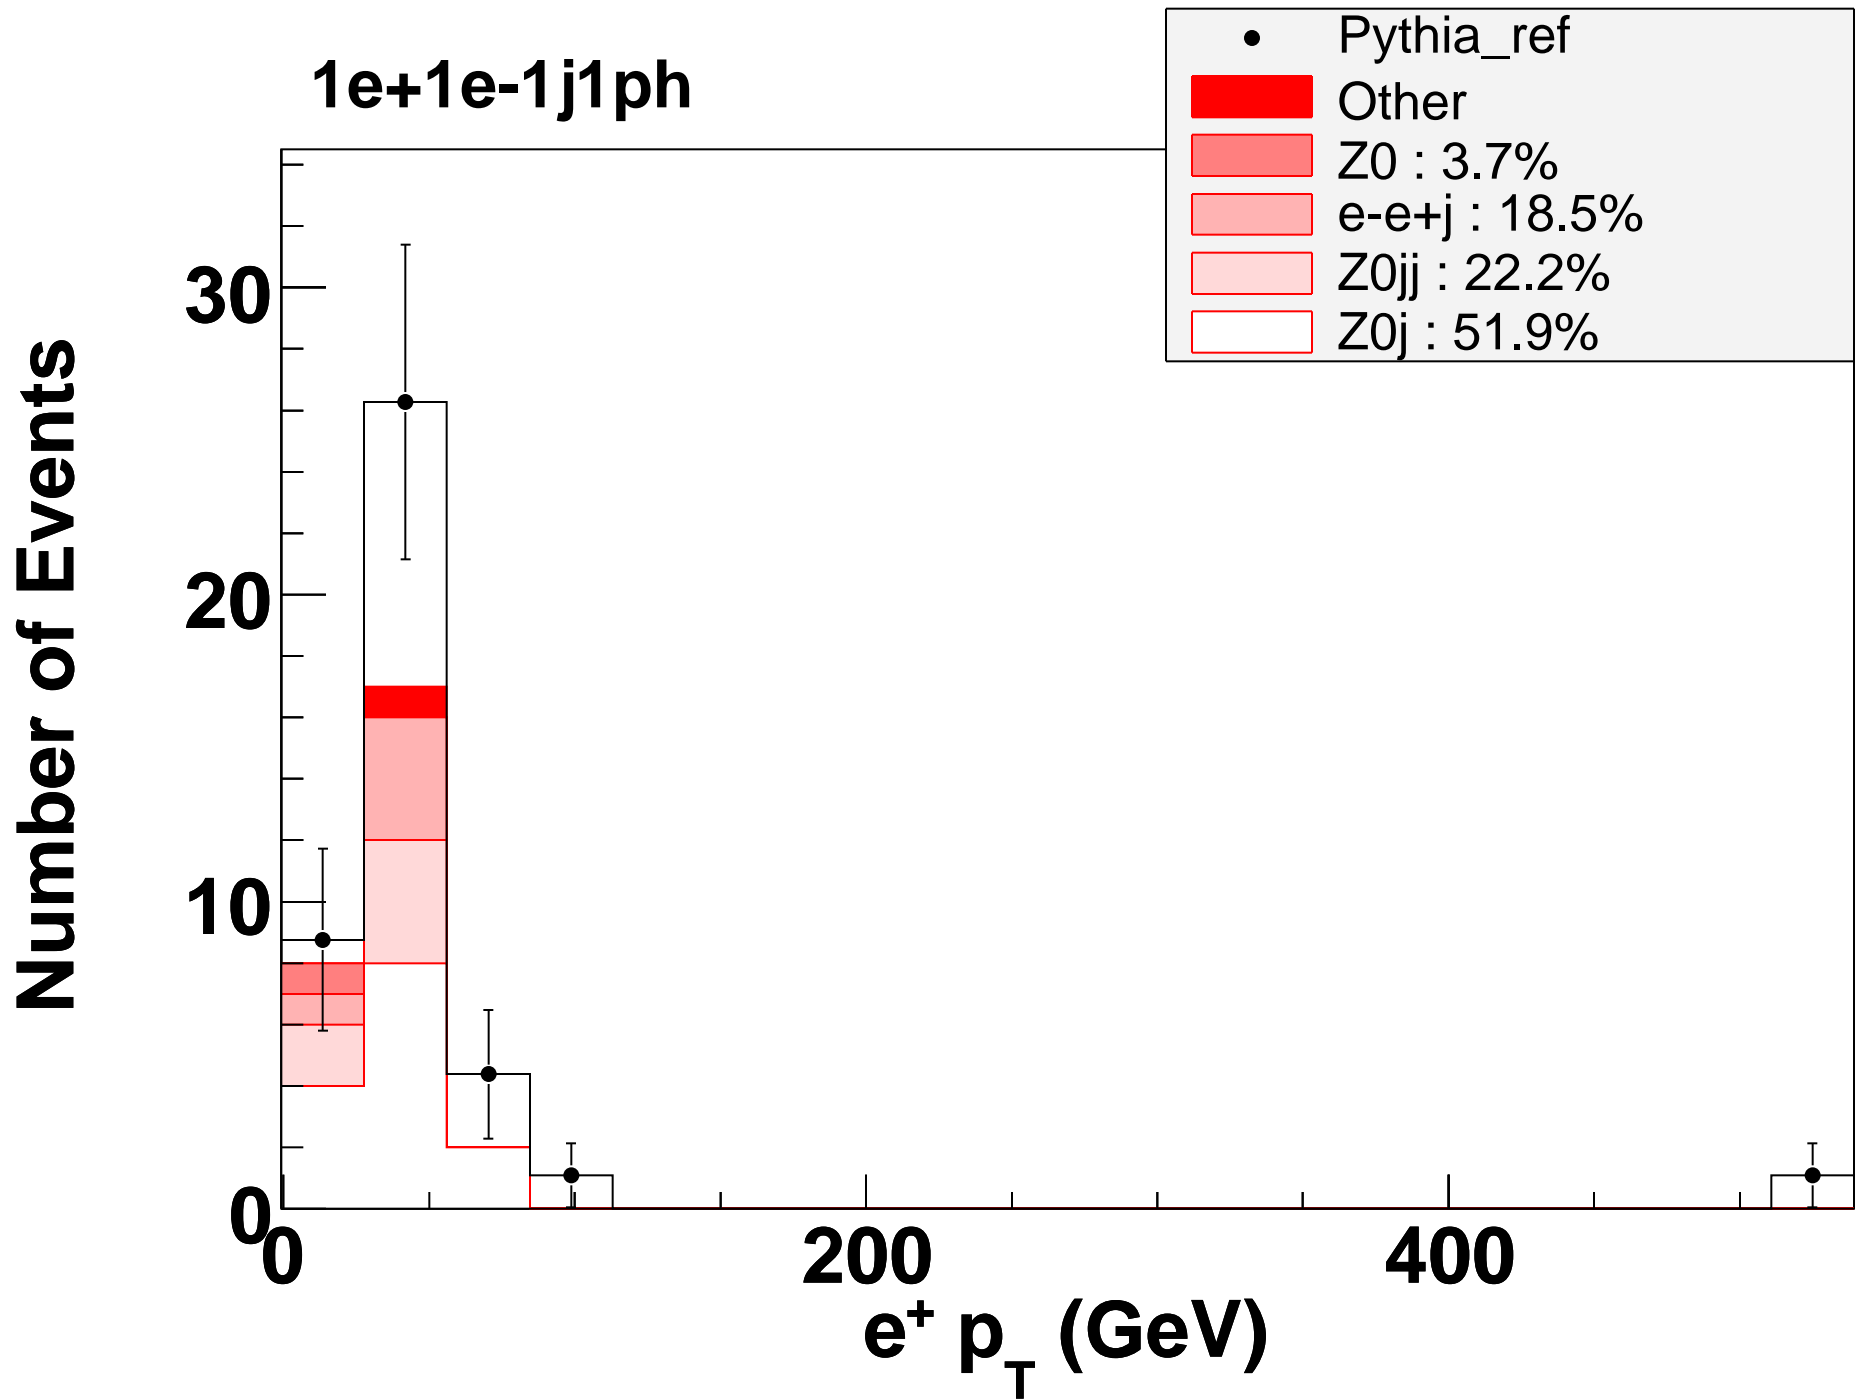 1e+1e-1j1ph
Pythia_ref
Other
Z0 : 3.7%
e-e+j : 18.5%
Z0jj : 22.2%
Z0j : 51.9%
Number of Events
30
20
10
0
0 200 400
e⁺ p_T (GeV)